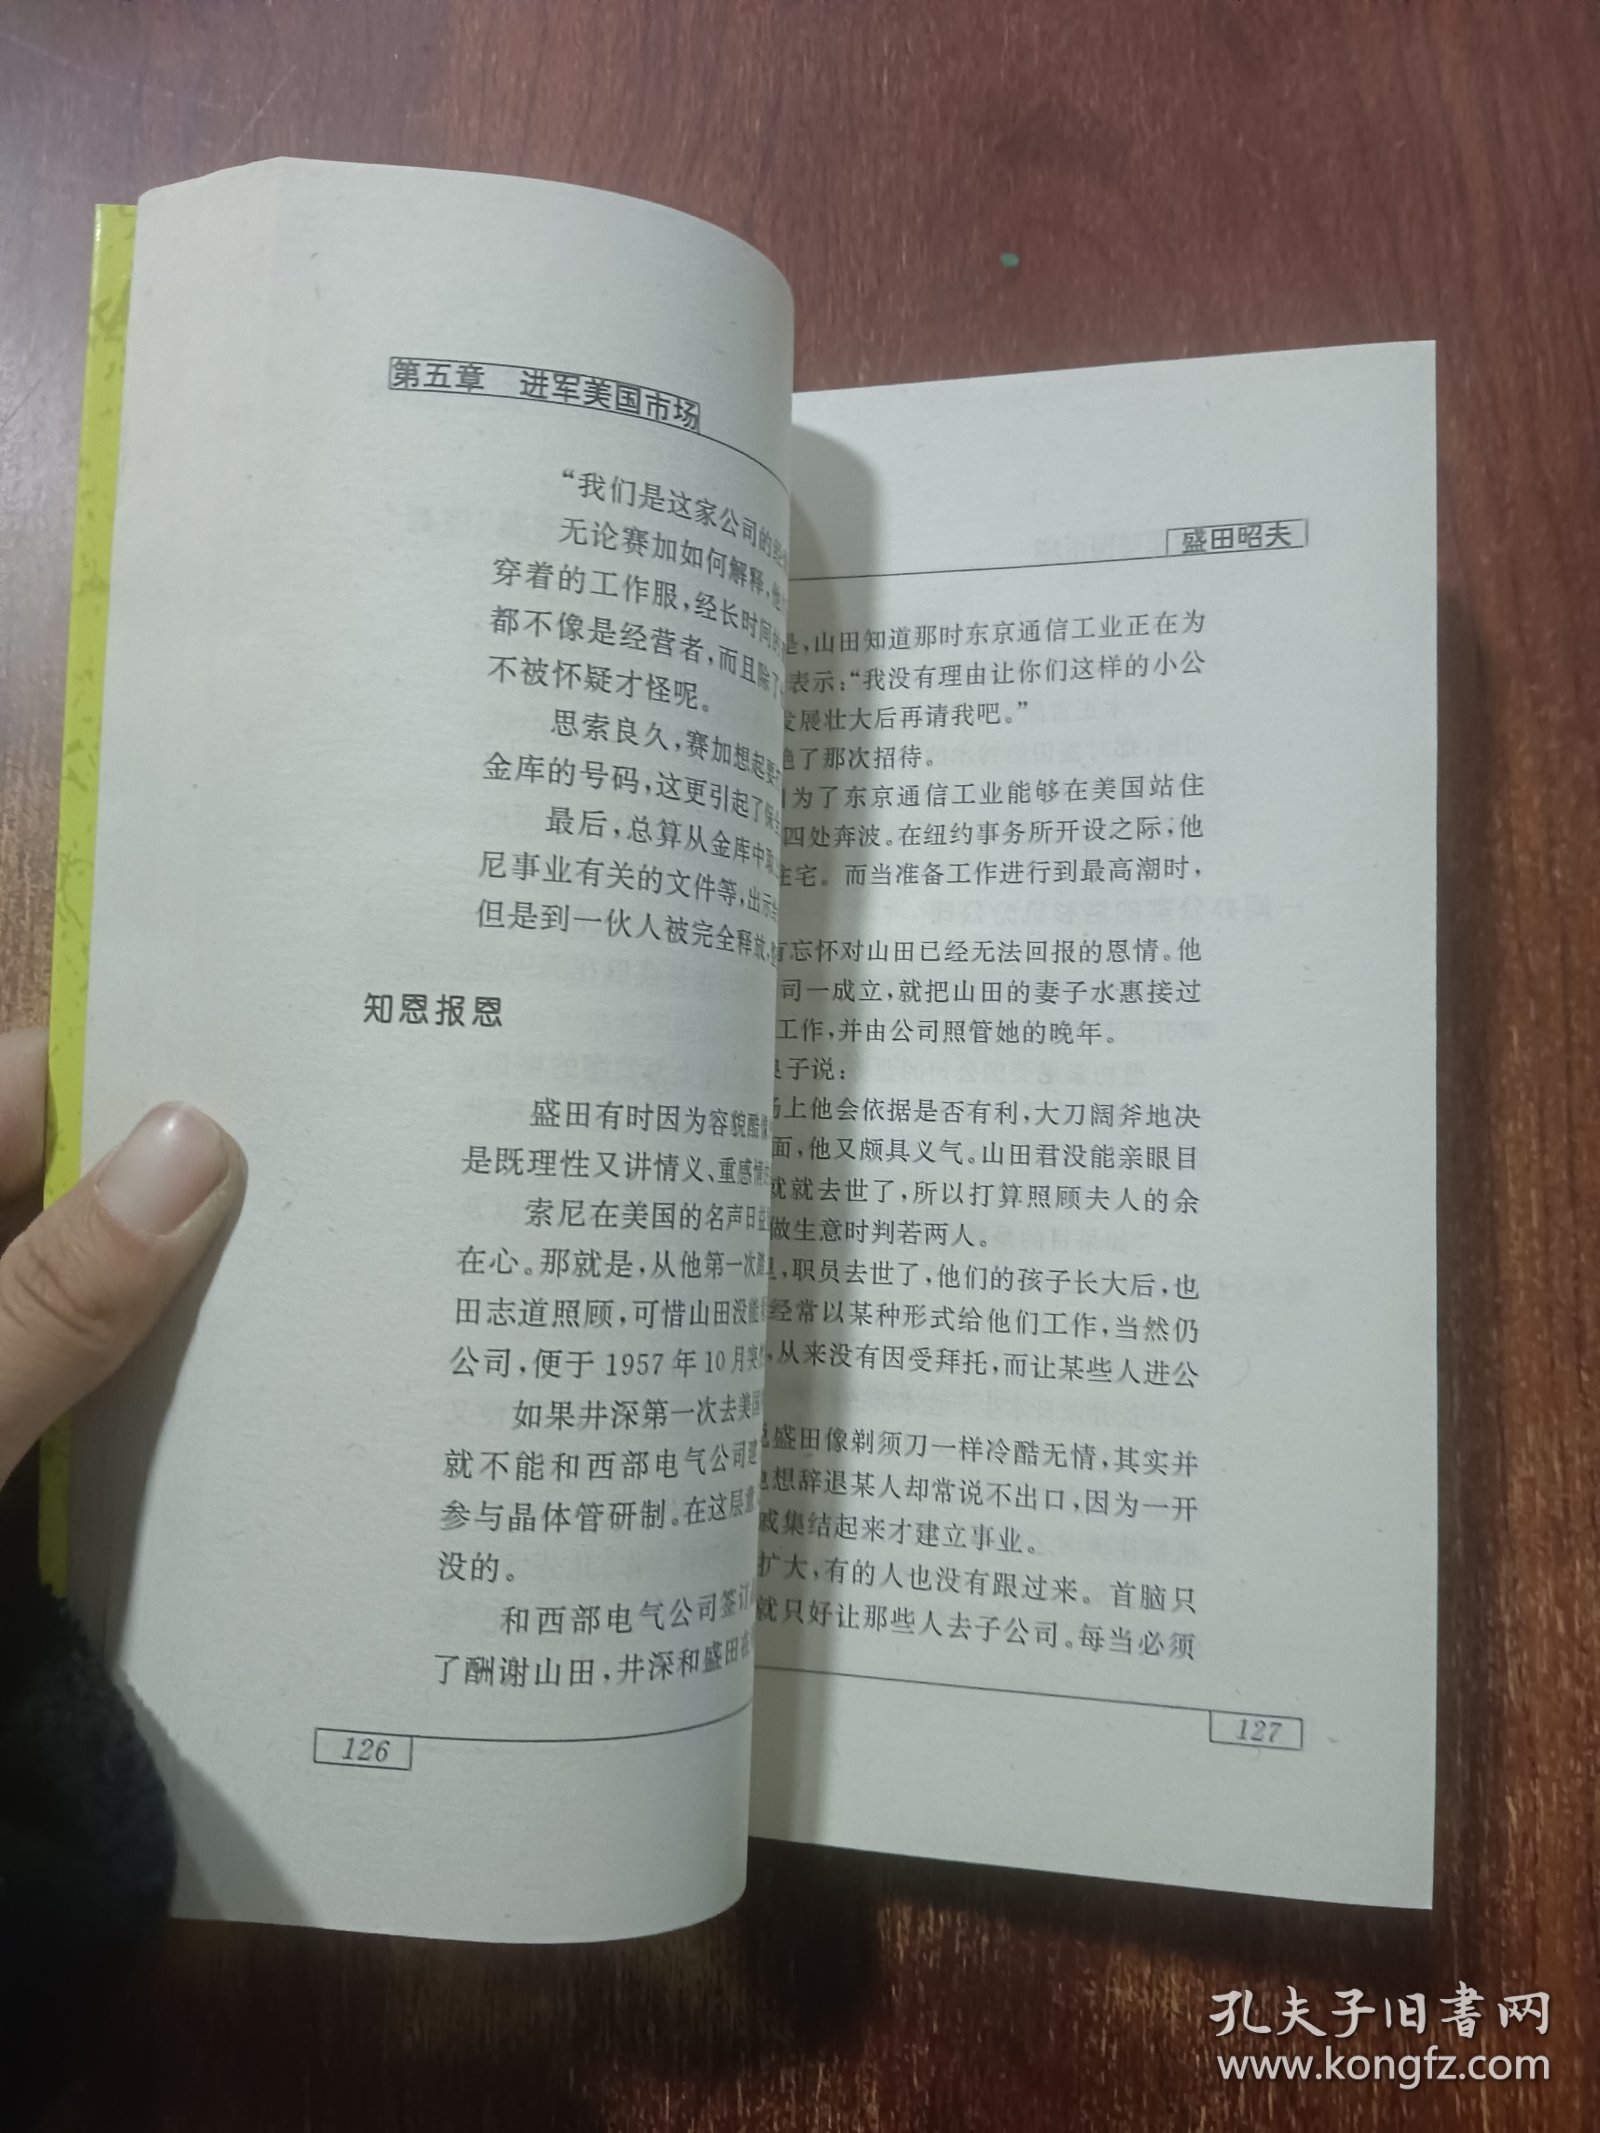 第五章 进军美国市场
“我们是这家公司的
无论赛加如何解释，他
穿着的工作服，经长时间
都不像是经营者，而且除了
不被怀疑才怪呢。
思索良久，赛加想起要
金库的号码，这更引起了保
最后，总算从金库中取
尼事业有关的文件等，出示
但是到一伙人被完全释放，
知恩报恩
盛田有时因为容貌酷像
是既理性又讲情义、重感情
索尼在美国的名声日益
在心。那就是，从他第一次
田志道照顾，可惜山田没能
公司，便于 1957 年 10 月突
如果井深第一次去美国
就不能和西部电气公司
参与晶体管研制。在这层
没的。
和西部电气公司签订
了酬谢山田，井深和盛田在
126
盛田昭夫
是，山田知道那时东京通信工业正在为
表示：“我没有理由让你们这样的小公
发展壮大后再请我吧。”
绝了那次招待。
为了东京通信工业能够在美国站住
四处奔波。在纽约事务所开设之际，他
住宅。而当准备工作进行到最高潮时，
有忘怀对山田已经无法回报的恩情。他
司一成立，就把山田的妻子水惠接过
工作，并由公司照管她的晚年。
子说：
场上他会依据是否有利，大刀阔斧地决
面，他又颇具义气。山田君没能亲眼目
就去世了，所以打算照顾夫人的余
做生意时判若两人。
，职员去世了，他们的孩子长大后，也
经常以某种形式给他们工作，当然仍
，从来没有因受拜托，而让某些人进公
盛田像剃须刀一样冷酷无情，其实并
想辞退某人却常说不出口，因为一开
戚集结起来才建立事业。
扩大，有的人也没有跟过来。首脑只
就只好让那些人去子公司。每当必须
127
孔夫子旧书网
www.kongfz.com